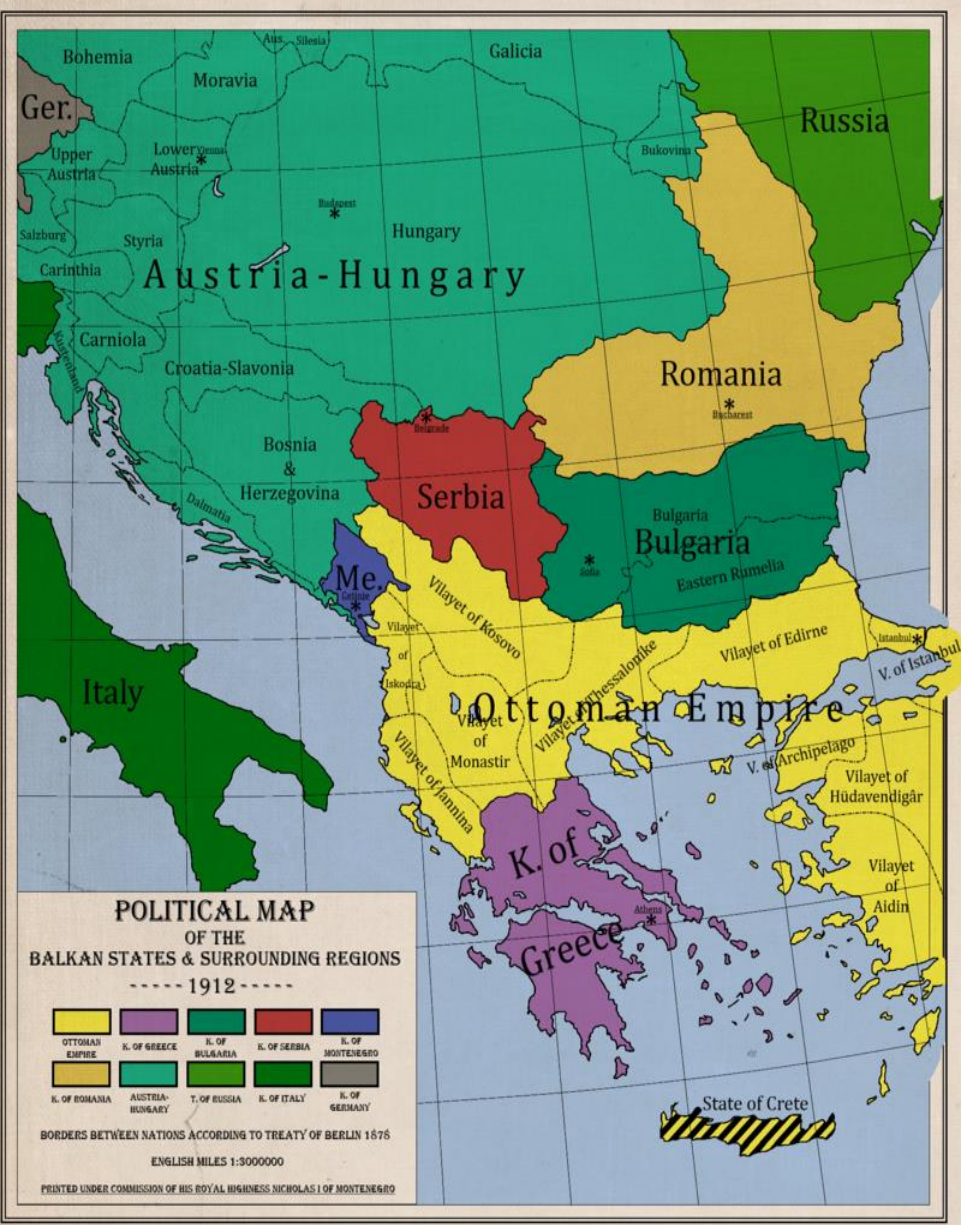 Bohemia
Aus. Silesia
Galicia
Moravia
Ger.
Russia
Upper
Austria
Lower
Austria
Vienna
Bukovina
Budapest
Salzburg
Styria
Hungary
Carinthia
Austria-Hungary
Carniola
Kustenland
Croatia-Slavonia
Romania
Bucharest
Belgrade
Bosnia
&
Herzegovina
Serbia
Dalmatia
Bulgaria
Bulgaria
Sofia
Eastern Rumelia
Me.
Cetinje
Vilayet of Kosovo
Vilayet
of
Iskodra
Vilayet of Edirne
Istanbul
V. of Istanbul
Italy
Vilayet of Thessalonike
Ottoman Empire
Vilayet
of
Monastir
Vilayet of Jannina
V. of Archipelago
Vilayet of
Hüdavendigâr
K. of
Greece
Athens
Vilayet
of
Aidin
State of Crete
POLITICAL MAP
OF THE
BALKAN STATES & SURROUNDING REGIONS
-----1912-----
OTTOMAN
EMPIRE
K. OF GREECE
K. OF
BULGARIA
K. OF SERBIA
K. OF
MONTENEGRO
K. OF ROMANIA
AUSTRIA-
HUNGARY
T. OF RUSSIA
K. OF ITALY
K. OF
GERMANY
BORDERS BETWEEN NATIONS ACCORDING TO TREATY OF BERLIN 1878
ENGLISH MILES 1:3000000
PRINTED UNDER COMMISSION OF HIS ROYAL HIGHNESS NICHOLAS I OF MONTENEGRO